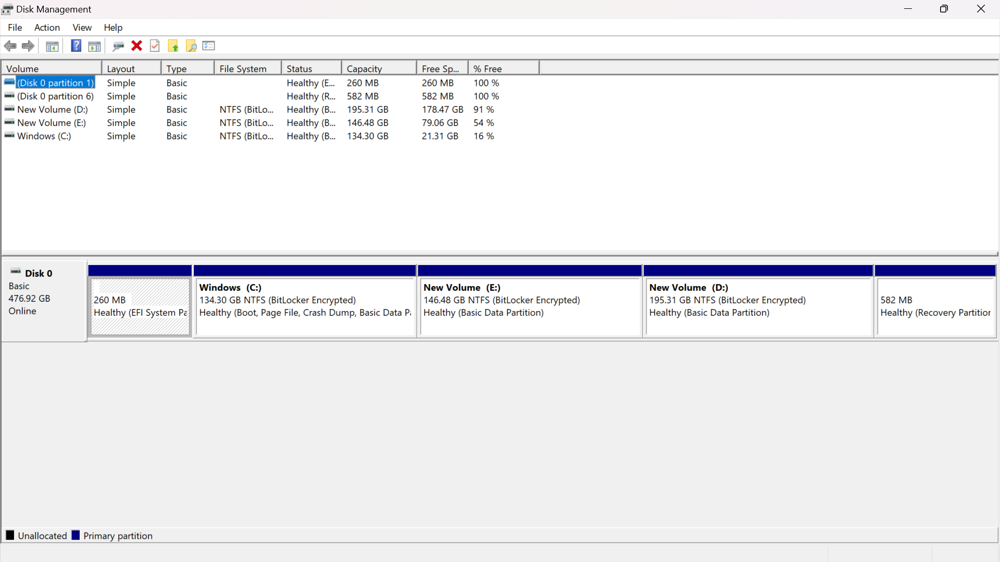 Disk Management
File Action View Help
Volume Layout Type File System Status Capacity Free Sp... % Free
(Disk 0 partition 1) Simple Basic Healthy (E... 260 MB 260 MB 100 %
(Disk 0 partition 6) Simple Basic Healthy (R... 582 MB 582 MB 100 %
New Volume (D:) Simple Basic NTFS (BitLo... Healthy (B... 195.31 GB 178.47 GB 91 %
New Volume (E:) Simple Basic NTFS (BitLo... Healthy (B... 146.48 GB 79.06 GB 54 %
Windows (C:) Simple Basic NTFS (BitLo... Healthy (B... 134.30 GB 21.31 GB 16 %
Disk 0
Basic
476.92 GB
Online
260 MB
Healthy (EFI System Pa
Windows (C:)
134.30 GB NTFS (BitLocker Encrypted)
Healthy (Boot, Page File, Crash Dump, Basic Data Pa
New Volume (E:)
146.48 GB NTFS (BitLocker Encrypted)
Healthy (Basic Data Partition)
New Volume (D:)
195.31 GB NTFS (BitLocker Encrypted)
Healthy (Basic Data Partition)
582 MB
Healthy (Recovery Partition
Unallocated Primary partition